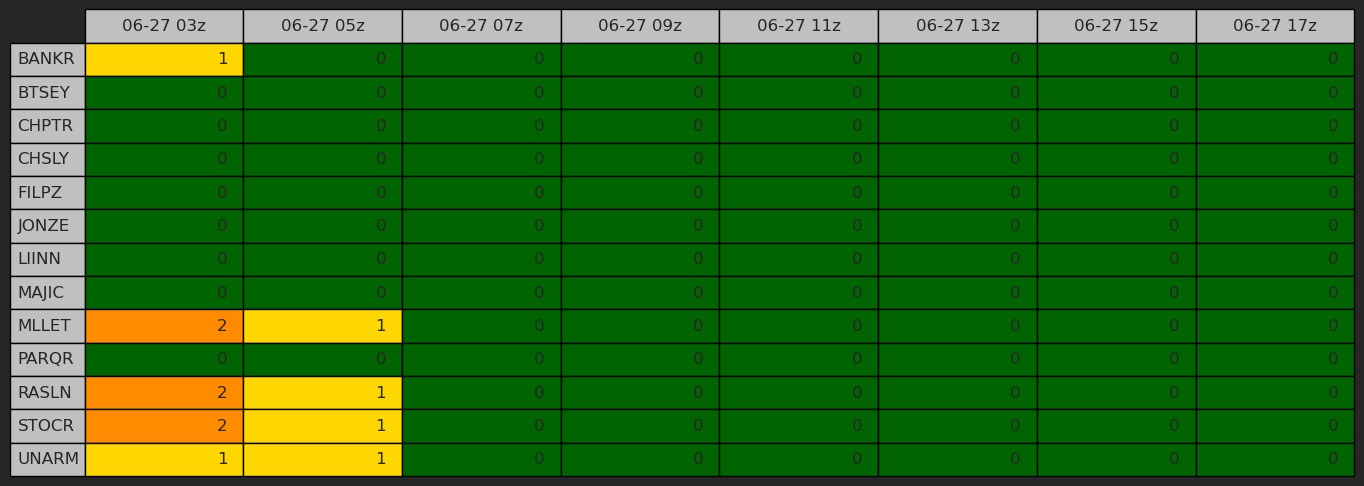 06-27 03z 06-27 05z 06-27 07z 06-27 09z 06-27 11z 06-27 13z 06-27 15z 06-27 17z
BANKR 1 0 0 0 0 0 0 0
BTSEY 0 0 0 0 0 0 0 0
CHPTR 0 0 0 0 0 0 0 0
CHSLY 0 0 0 0 0 0 0 0
FILPZ 0 0 0 0 0 0 0 0
JONZE 0 0 0 0 0 0 0 0
LIINN 0 0 0 0 0 0 0 0
MAJIC 0 0 0 0 0 0 0 0
MLLET 2 1 0 0 0 0 0 0
PARQR 0 0 0 0 0 0 0 0
RASLN 2 1 0 0 0 0 0 0
STOCR 2 1 0 0 0 0 0 0
UNARM 1 1 0 0 0 0 0 0